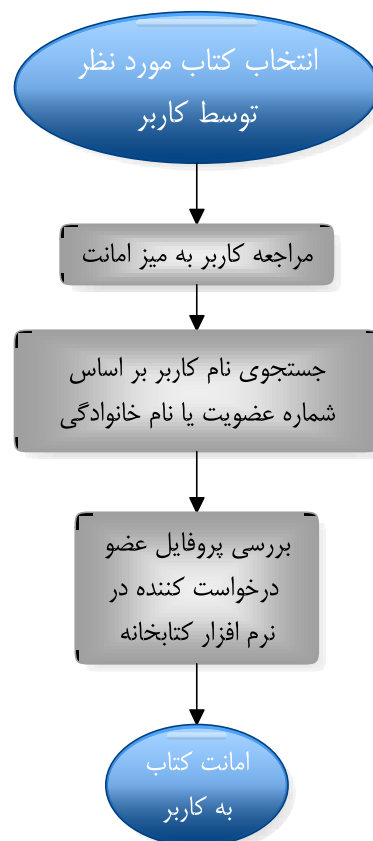 انتخاب کتاب مورد نظر
توسط کاربر
مراجعه کاربر به میز امانت
جستجوی نام کاربر بر اساس
شماره عضویت یا نام خانوادگی
بررسی پروفایل عضو
درخواست کننده در
نرم افزار کتابخانه
امانت کتاب
به کاربر